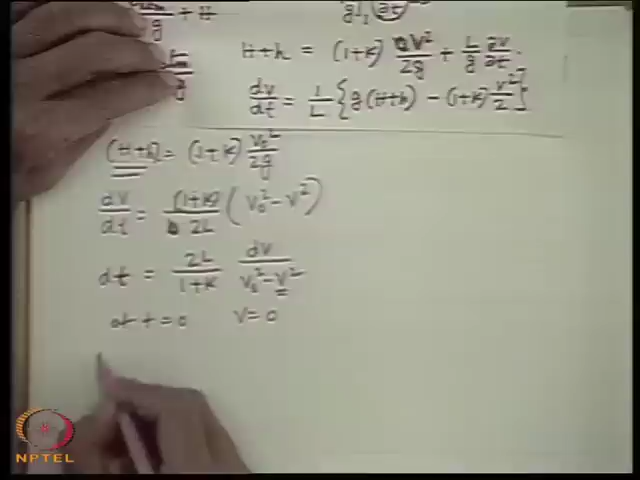 H+h = (1+K) V²/2g + L/g ∂V/∂t.
dV/dt = 1/L {g(H+h) - (1+K) V²/2}
(H+h) = (1+K) V₀²/2g
dV/dt = (1+K)/2L (V₀² - V²)
dt = 2L/1+K dV/V₀²-V²
at t=0 V=0
NPTEL